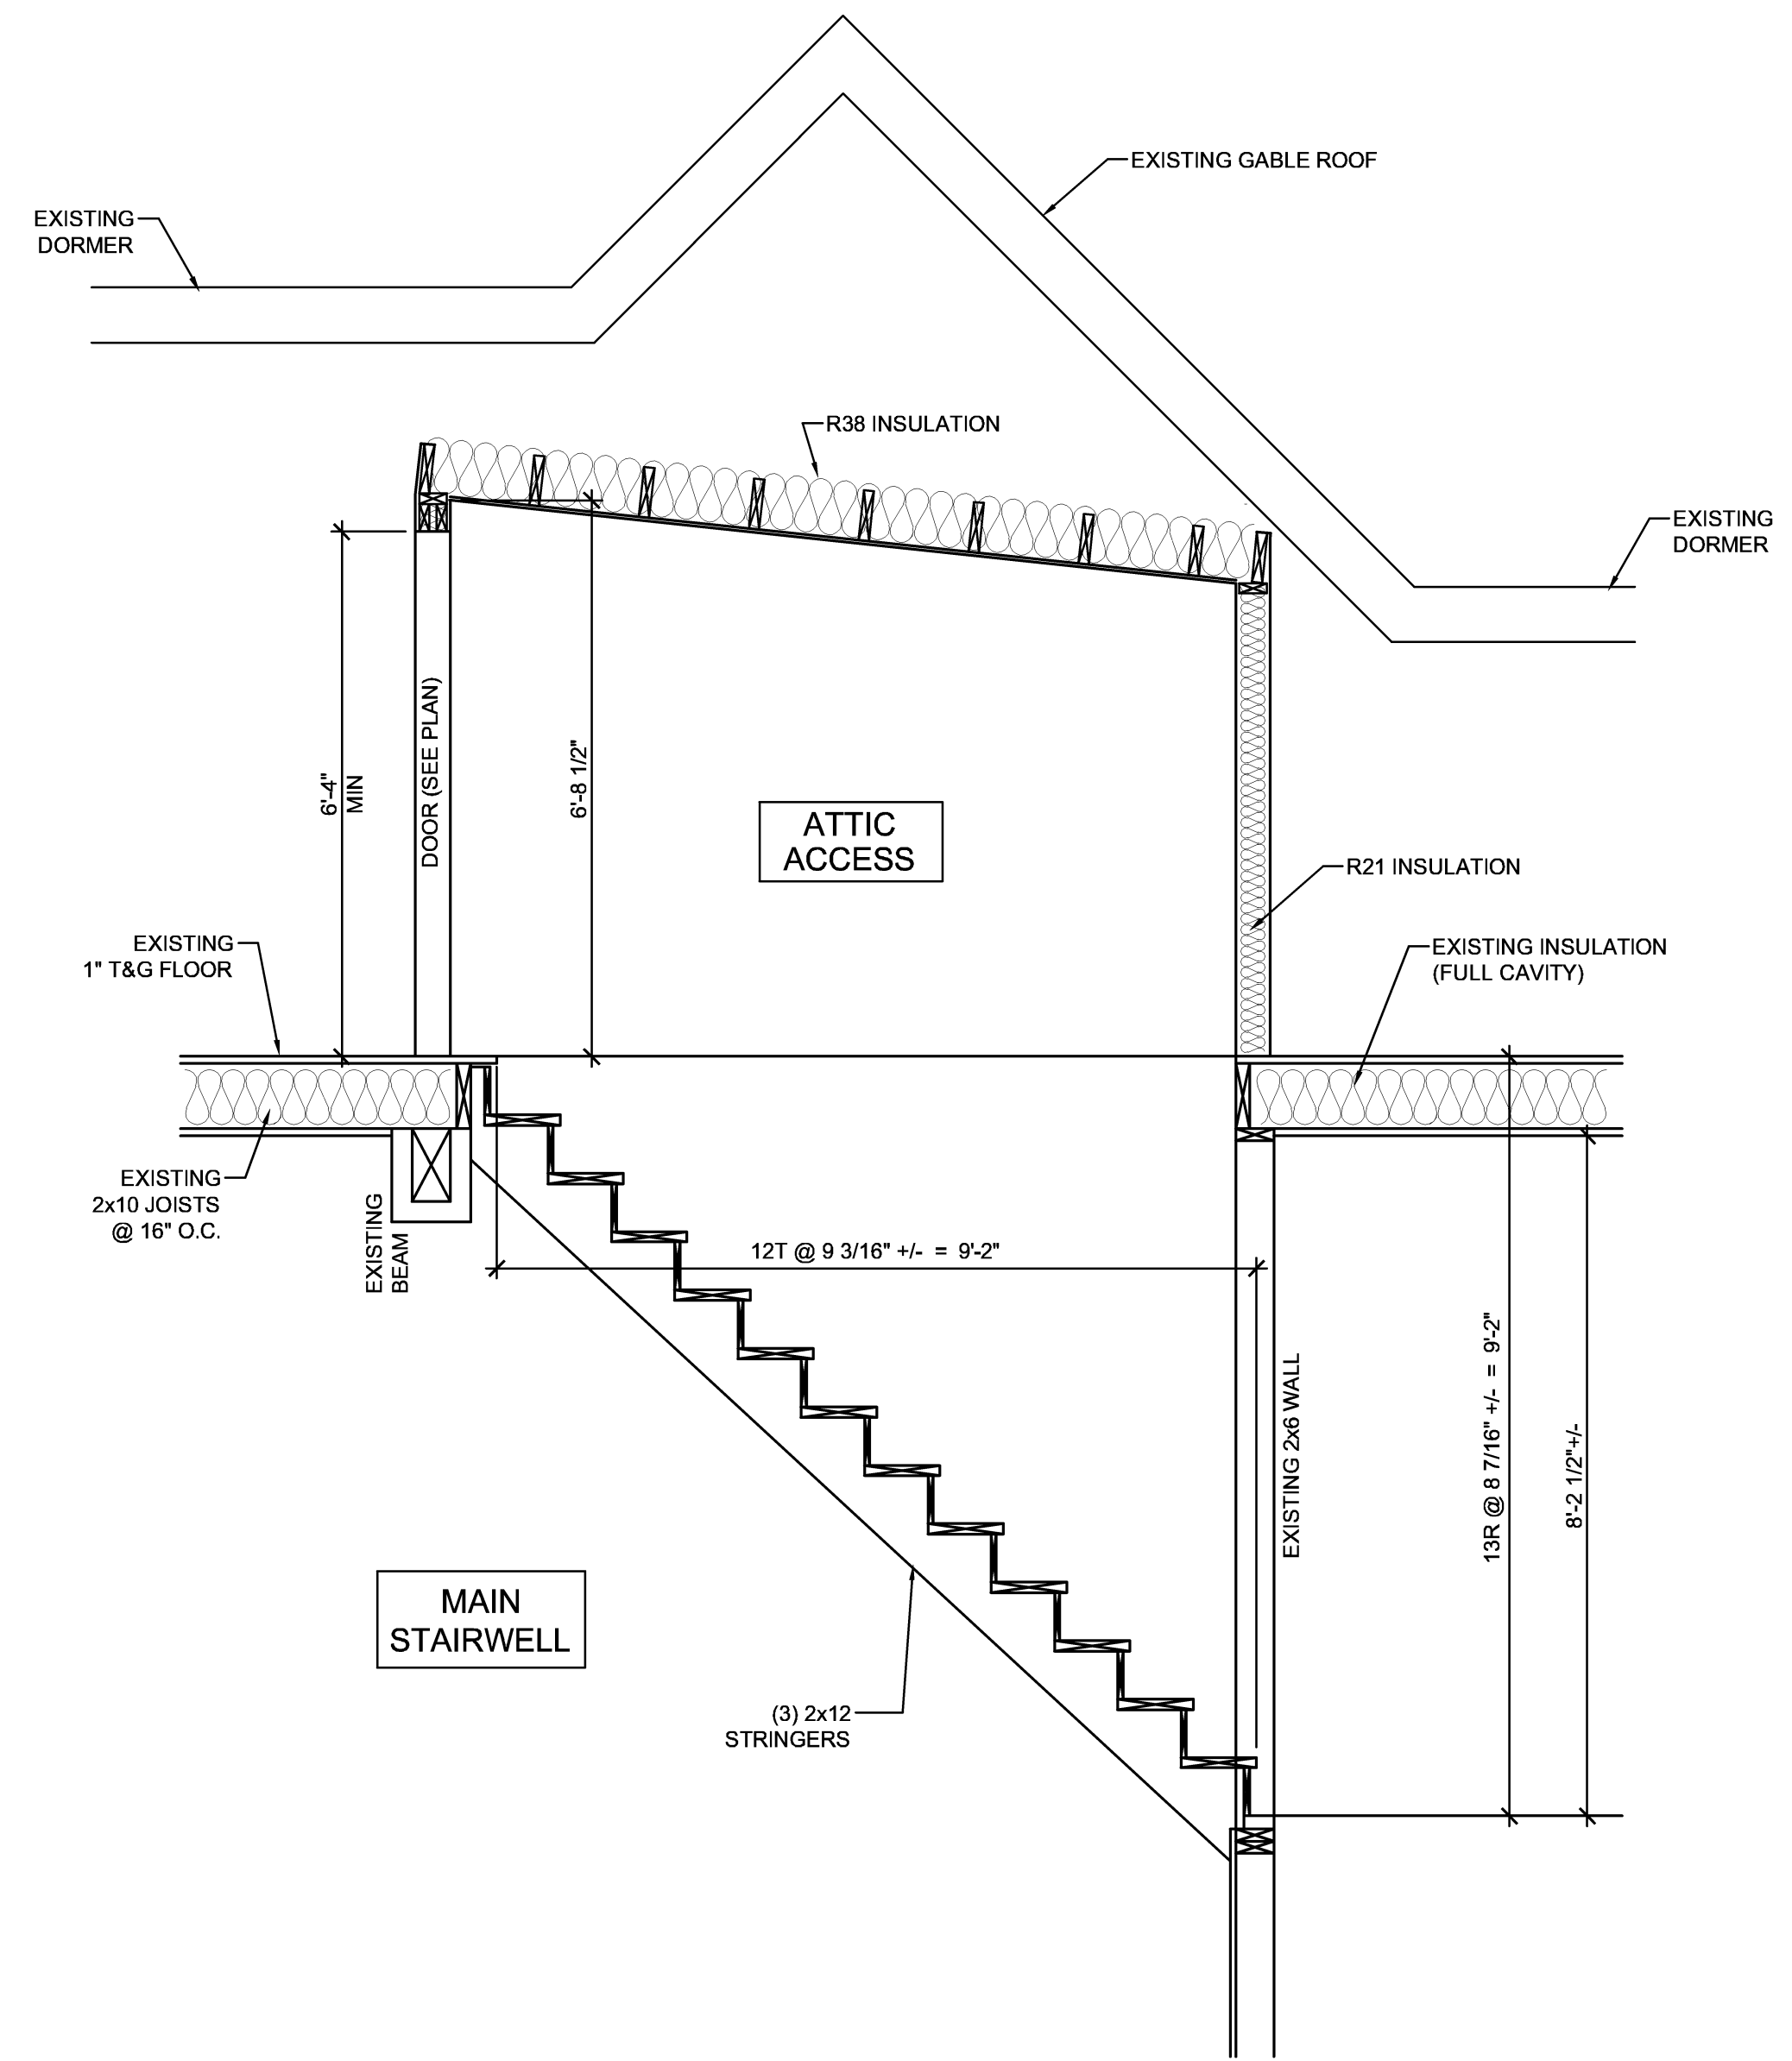 EXISTING GABLE ROOF
EXISTING
DORMER
R38 INSULATION
EXISTING
DORMER
DOOR (SEE PLAN)
6'-4"
MIN
6'-8 1/2"
ATTIC
ACCESS
R21 INSULATION
EXISTING
1" T&G FLOOR
EXISTING INSULATION
(FULL CAVITY)
EXISTING
2x10 JOISTS
@ 16" O.C.
EXISTING
BEAM
12T @ 9 3/16" +/-  =  9'-2"
EXISTING 2x6 WALL
13R @ 8 7/16" +/-  =  9'-2"
8'-2 1/2"+/-
MAIN
STAIRWELL
(3) 2x12
STRINGERS